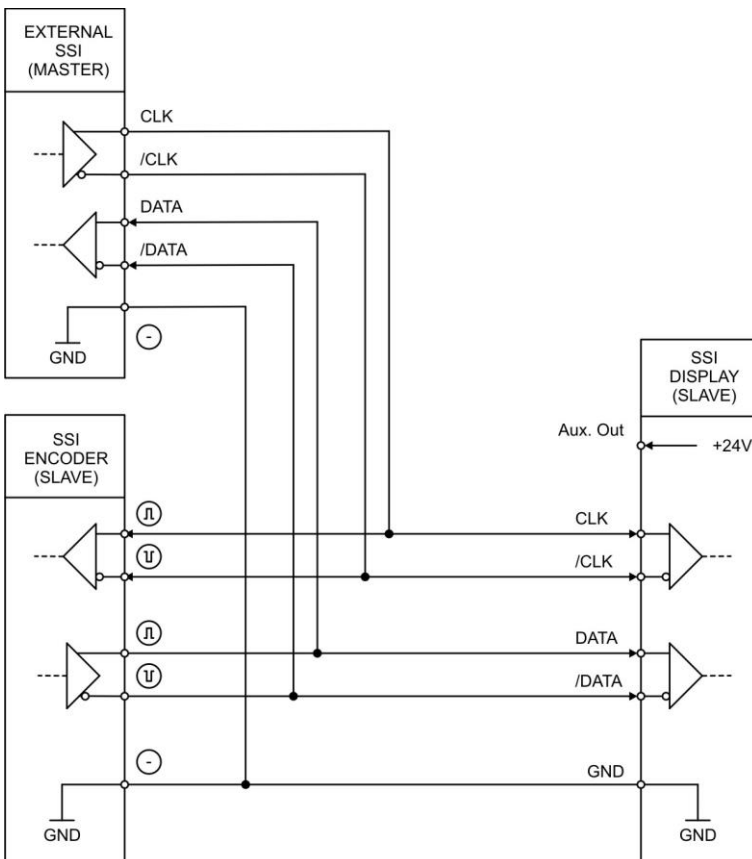 EXTERNAL
SSI
(MASTER)
CLK
/CLK
DATA
/DATA
GND
-
SSI
DISPLAY
(SLAVE)
Aux. Out
+24V
SSI
ENCODER
(SLAVE)
CLK
/CLK
DATA
/DATA
-
GND
GND
GND